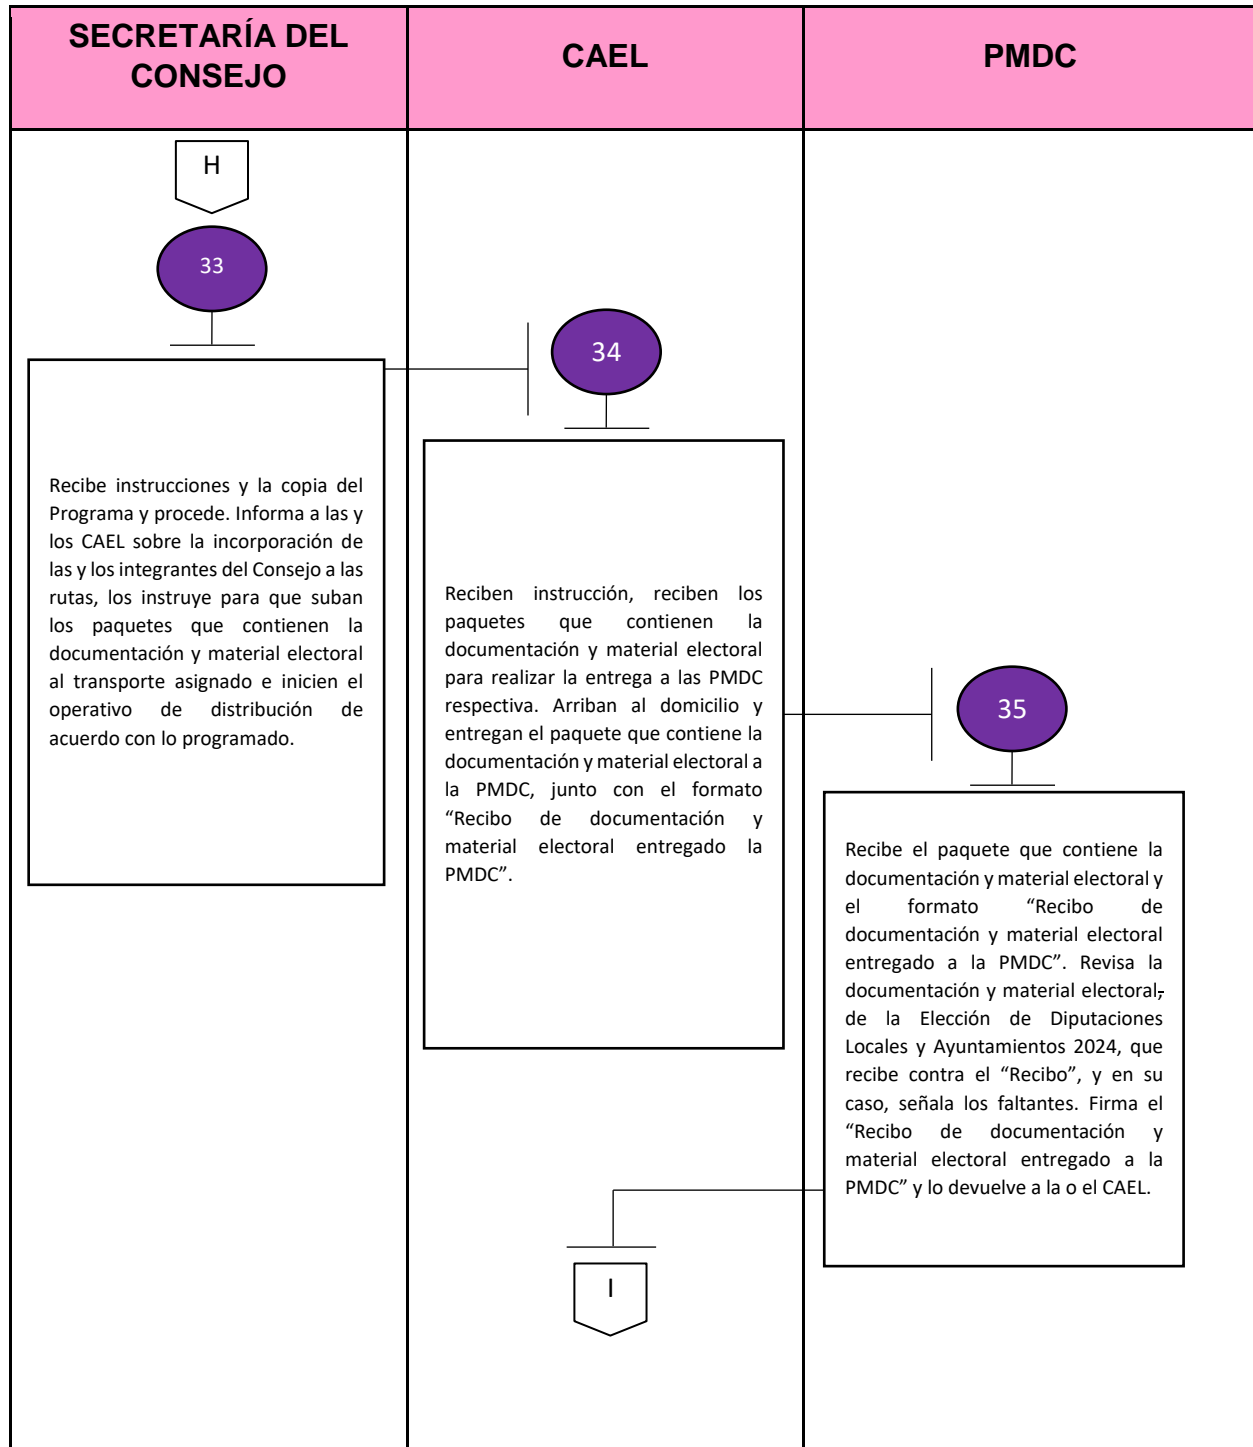 SECRETARÍA DEL
CONSEJO
CAEL
PMDC
H
33
Recibe instrucciones y la copia del
Programa y procede. Informa a las y
los CAEL sobre la incorporación de
las y los integrantes del Consejo a las
rutas, los instruye para que suban
los paquetes que contienen la
documentación y material electoral
al transporte asignado e inicien el
operativo de distribución de
acuerdo con lo programado.
34
Reciben instrucción, reciben los
paquetes que contienen la
documentación y material electoral
para realizar la entrega a las PMDC
respectiva. Arriban al domicilio y
entregan el paquete que contiene la
documentación y material electoral a
la PMDC, junto con el formato
“Recibo de documentación y
material electoral entregado la
PMDC”.
35
Recibe el paquete que contiene la
documentación y material electoral y
el formato “Recibo de
documentación y material electoral
entregado a la PMDC”. Revisa la
documentación y material electoral,
de la Elección de Diputaciones
Locales y Ayuntamientos 2024, que
recibe contra el “Recibo”, y en su
caso, señala los faltantes. Firma el
“Recibo de documentación y
material electoral entregado a la
PMDC” y lo devuelve a la o el CAEL.
I